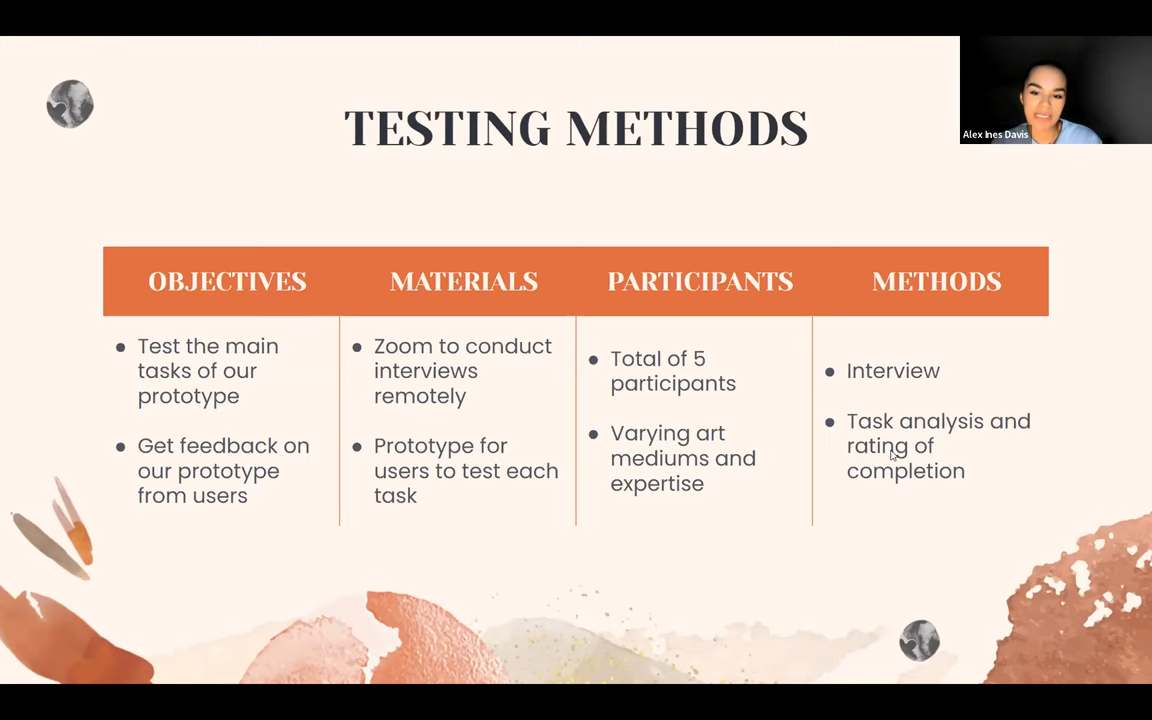 TESTING METHODS
Alex Ines Davis
OBJECTIVES
MATERIALS
PARTICIPANTS
METHODS
● Test the main
tasks of our
prototype
● Get feedback on
our prototype
from users
● Zoom to conduct
interviews
remotely
● Prototype for
users to test each
task
● Total of 5
participants
● Varying art
mediums and
expertise
● Interview
● Task analysis and
rating of
completion